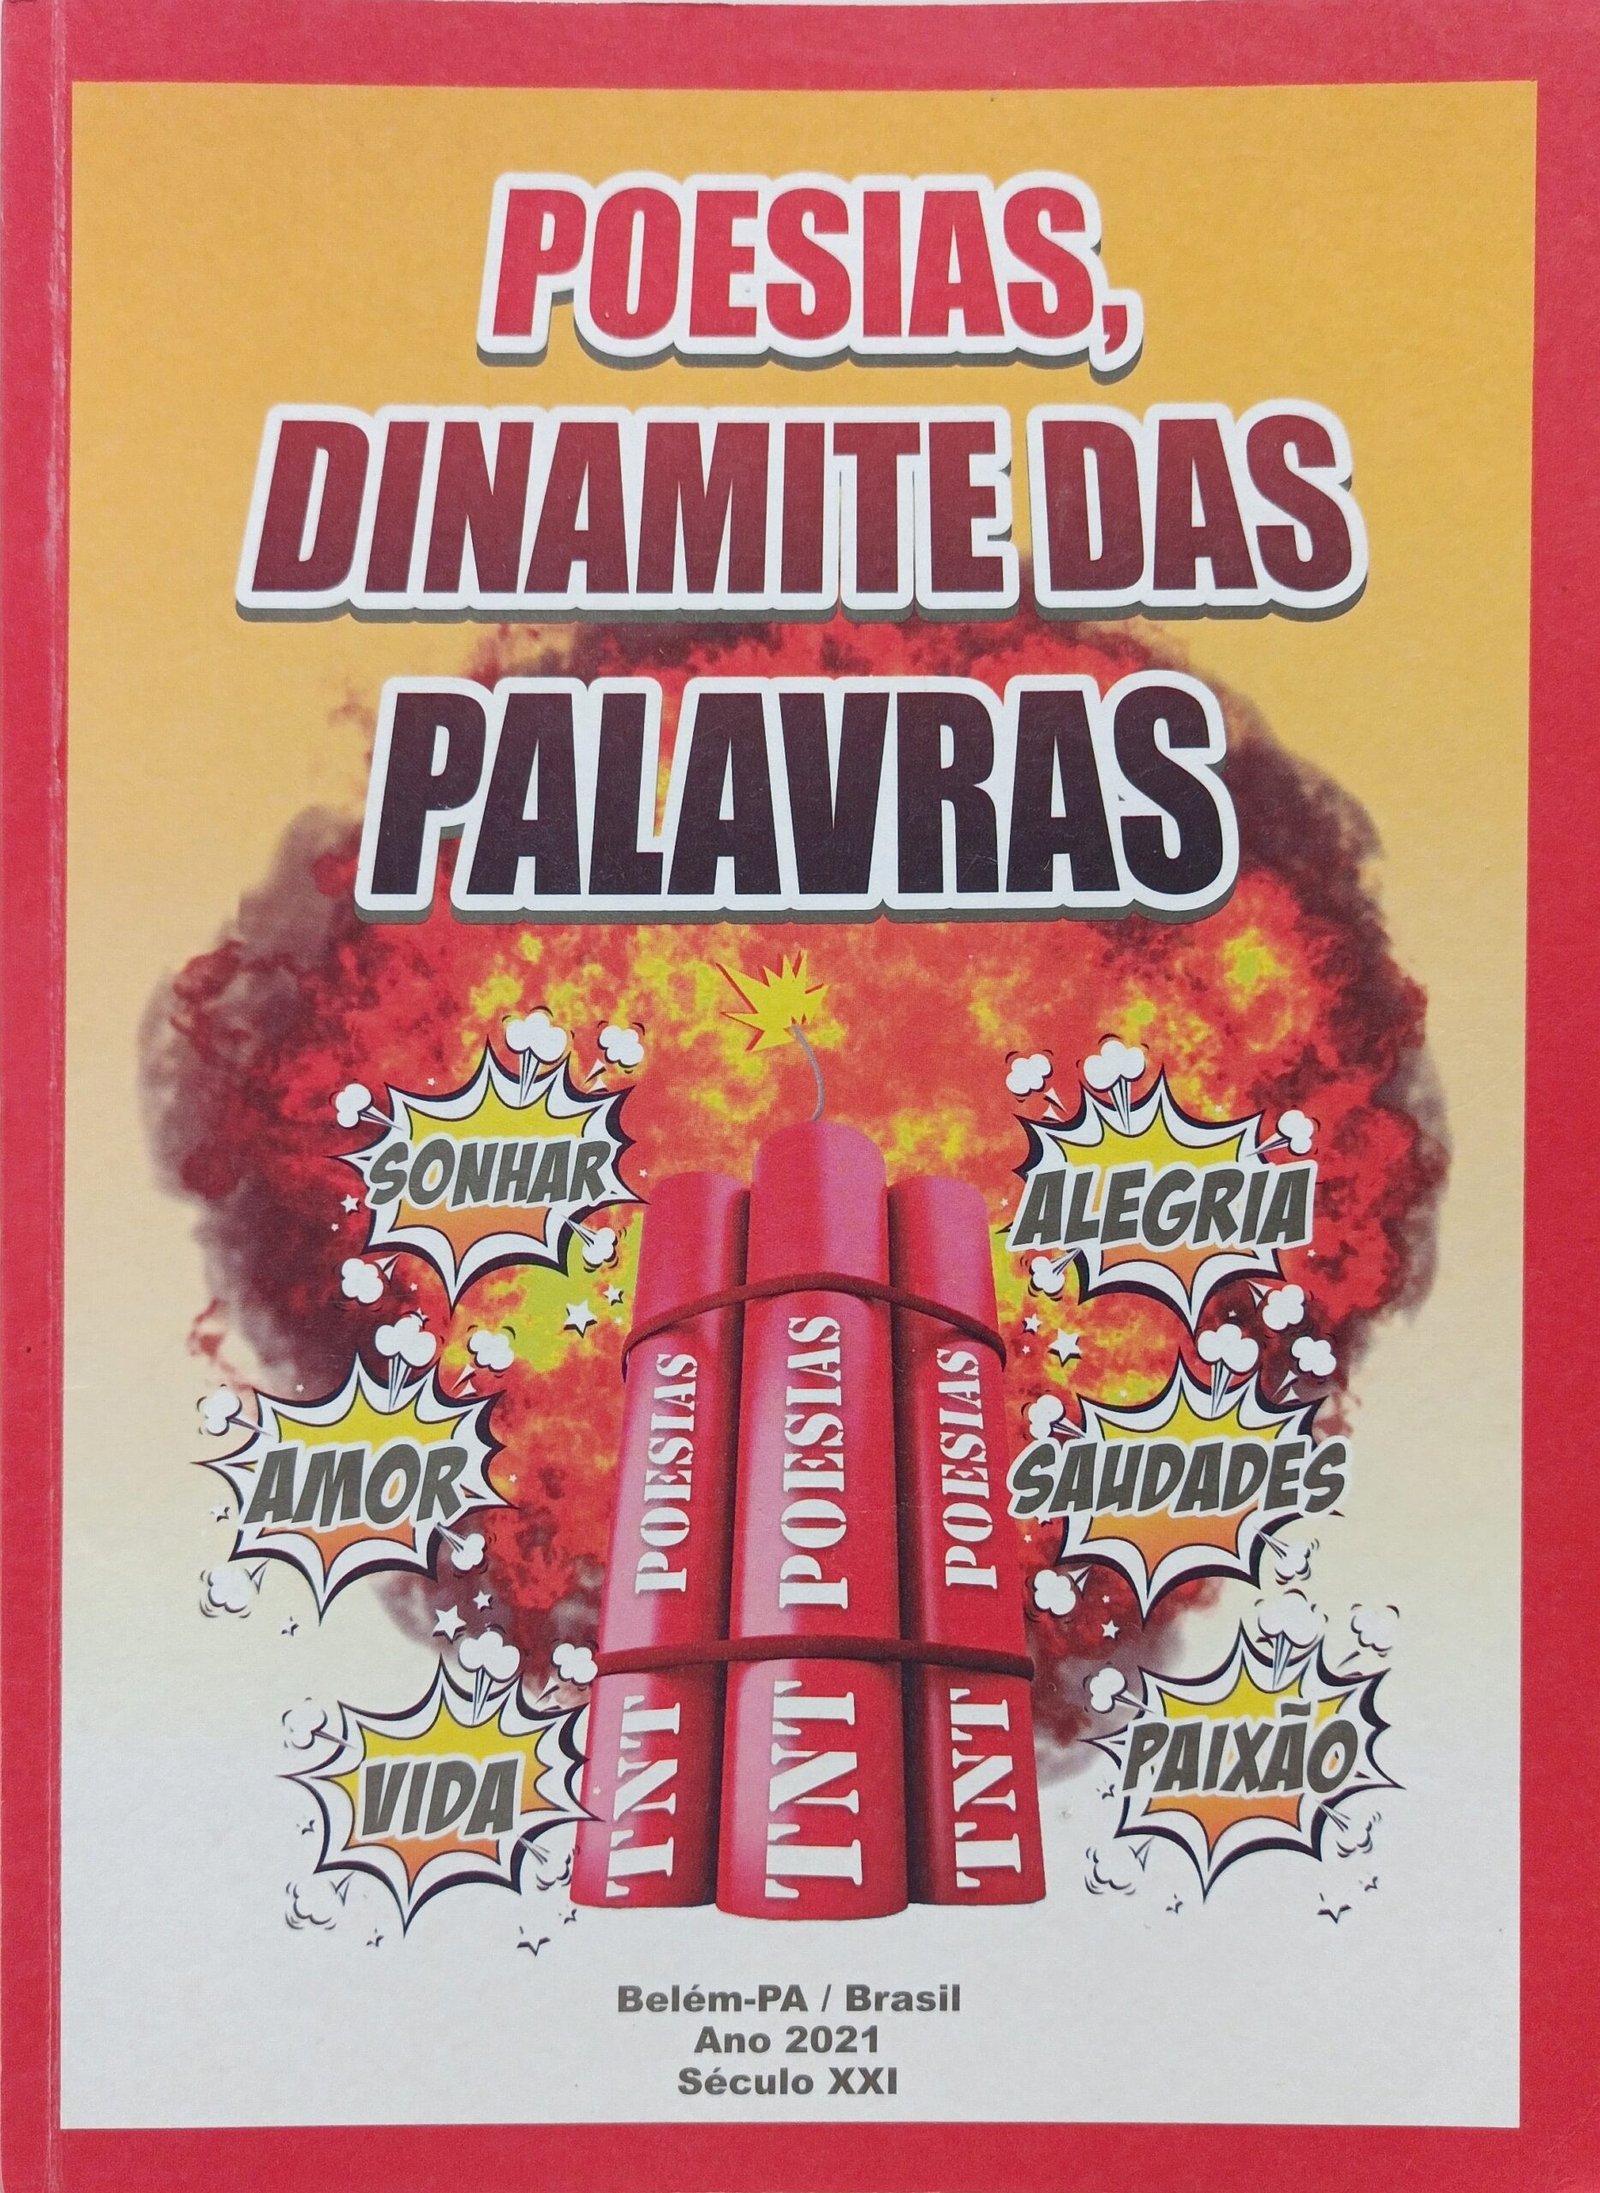 POESIAS,
DINAMITE DAS
PALAVRAS
SONHAR
ALEGRIA
AMOR
SAUDADES
VIDA
PAIXÃO
POESIAS
POESIAS
POESIAS
TNT
TNT
TNT
Belém-PA / Brasil
Ano 2021
Século XXI